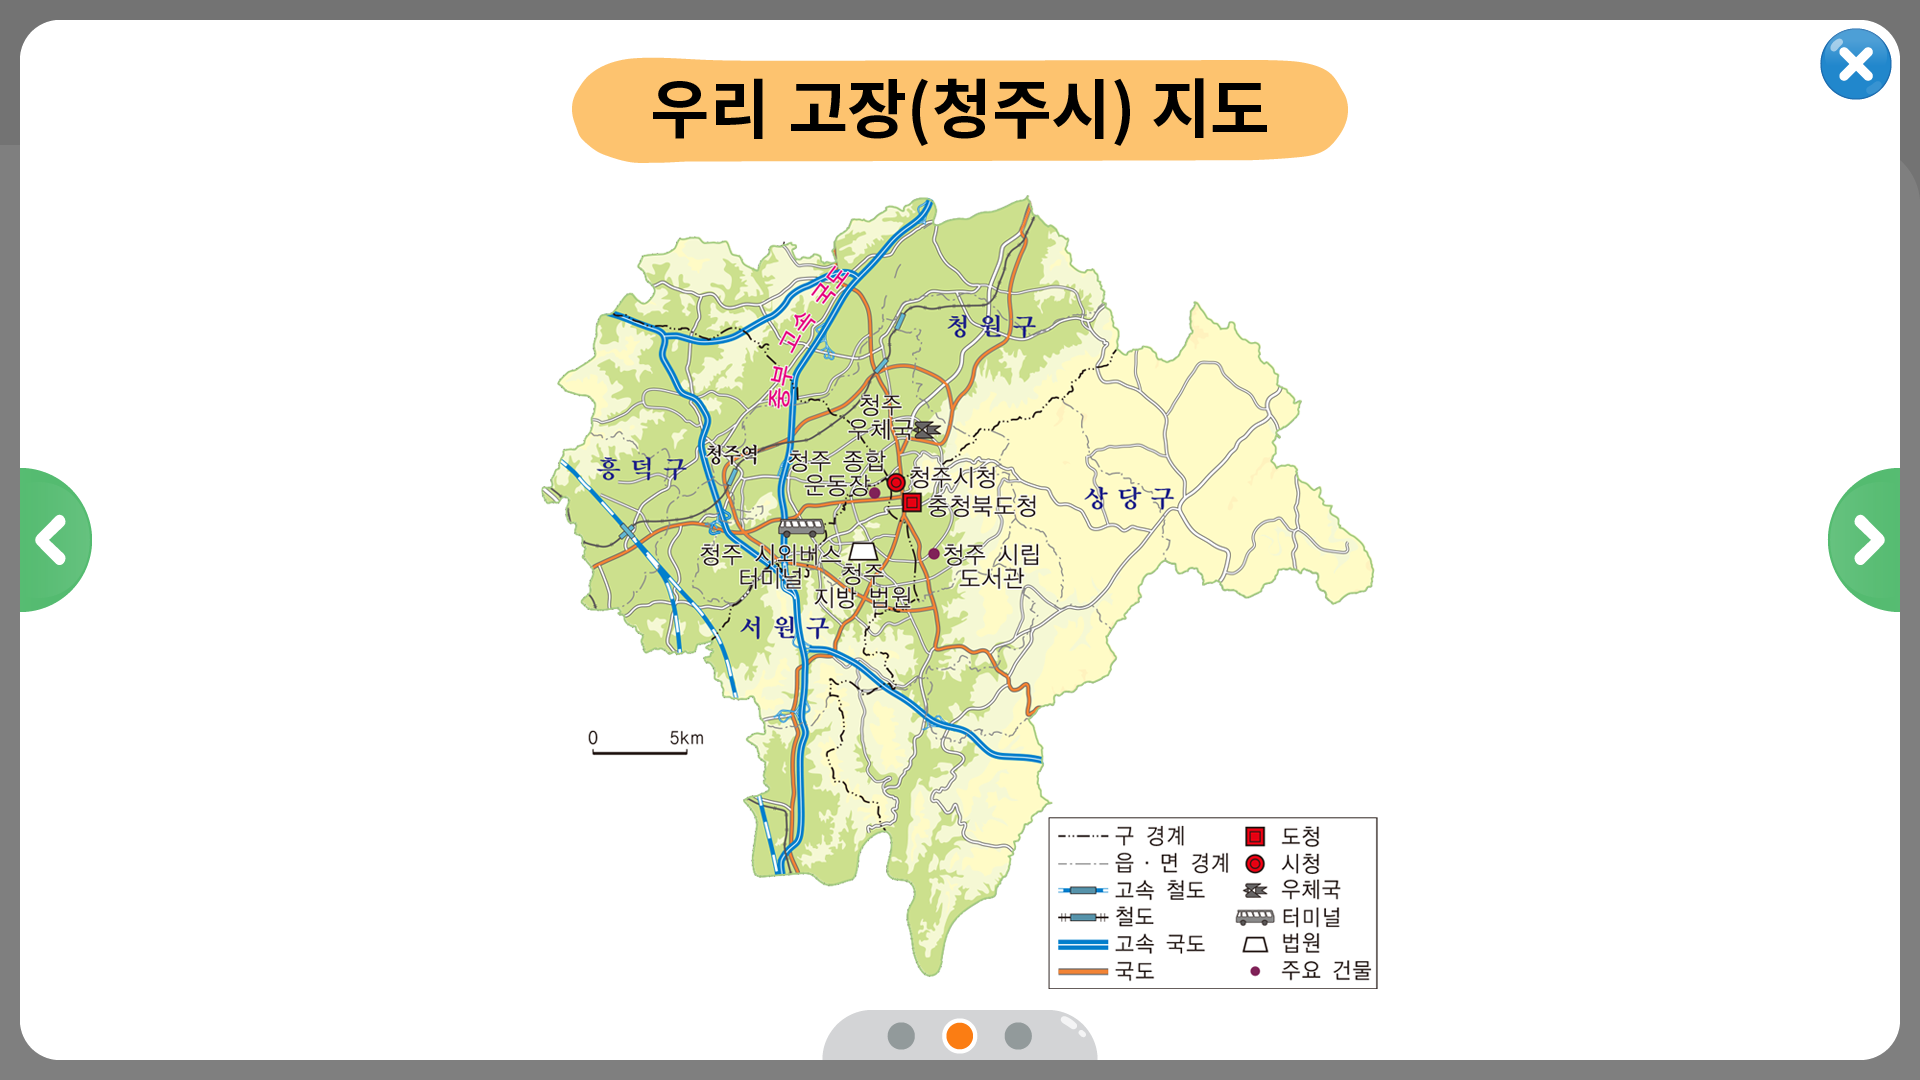 우리 고장(청주시) 지도
중부 고속 국도
청원구
청주
우체국
흥덕구
청주역
청주 종합
운동장
청주시청
충청북도청
상당구
청주 시외버스
터미널
청주
지방 법원
청주 시립
도서관
서원구
0 5km
구 경계
읍·면 경계
고속 철도
철도
고속 국도
국도
도청
시청
우체국
터미널
법원
주요 건물